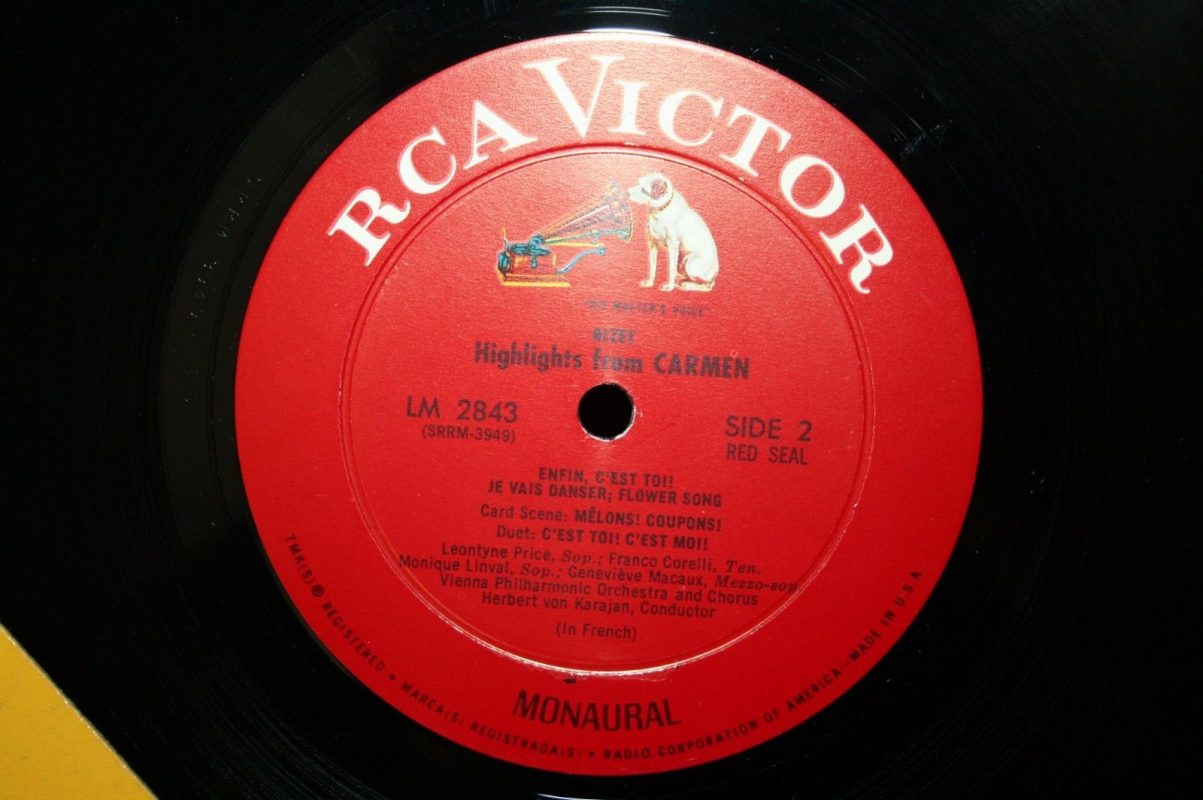 RCA VICTOR
"HIS MASTER'S VOICE"
BIZET
Highlights from CARMEN
LM 2843
(SRRM-3949)
SIDE 2
RED SEAL
ENFIN, C'EST TOI!
JE VAIS DANSER; FLOWER SONG
Card Scene: MÊLONS! COUPONS!
Duet: C'EST TOI! C'EST MOI!
Leontyne Price, Sop.; Franco Corelli, Ten.
Monique Linval, Sop.; Geneviève Macaux, Mezzo-sop
Vienna Philharmonic Orchestra and Chorus
Herbert von Karajan, Conductor
(In French)
MONAURAL
TMK(S) ® REGISTERED • MARCA(S) REGISTRADA(S) • RADIO CORPORATION OF AMERICA—MADE IN U.S.A.